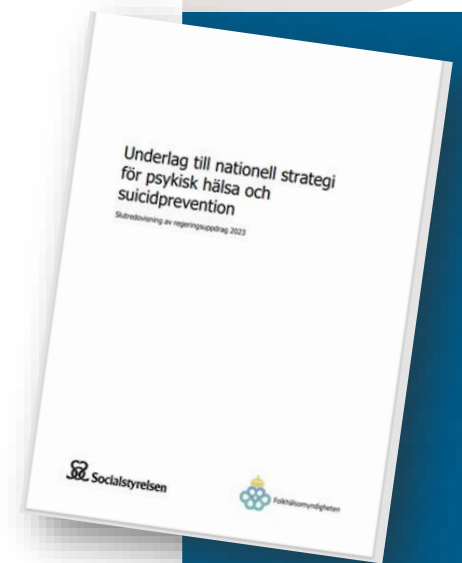 Underlag till nationell strategi
för psykisk hälsa och
suicidprevention
Slutredovisning av regeringsuppdrag 2023
Socialstyrelsen
Folkhälsomyndigheten